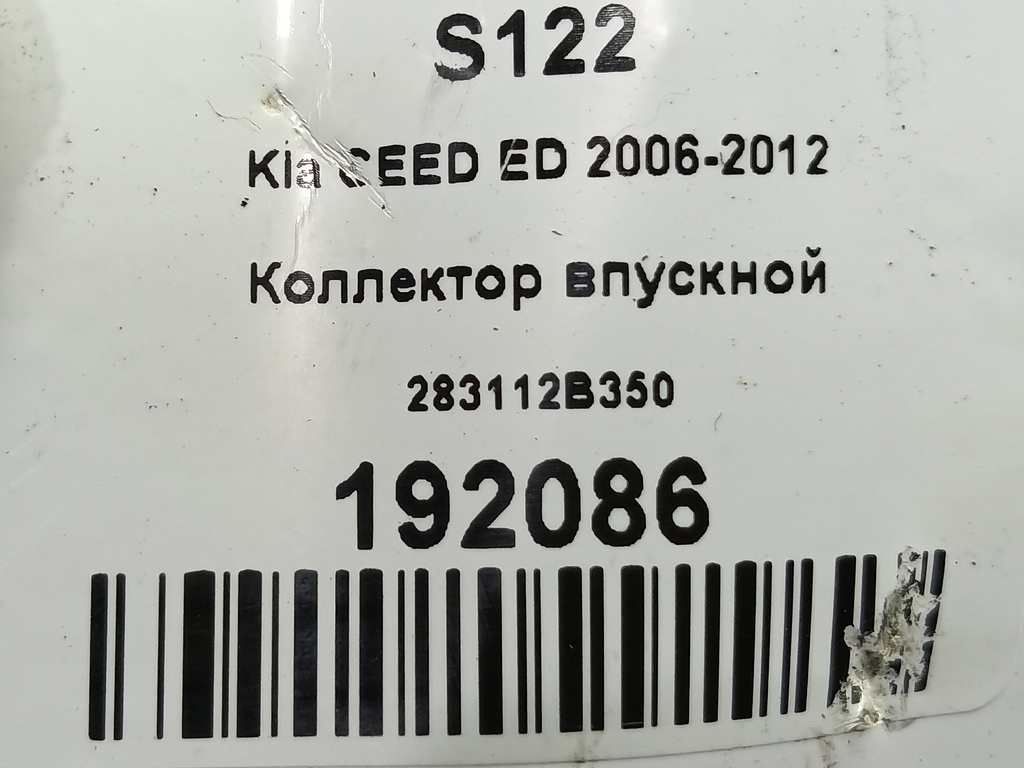 S122
Kia CEED ED 2006-2012
Коллектор впускной
283112B350
192086